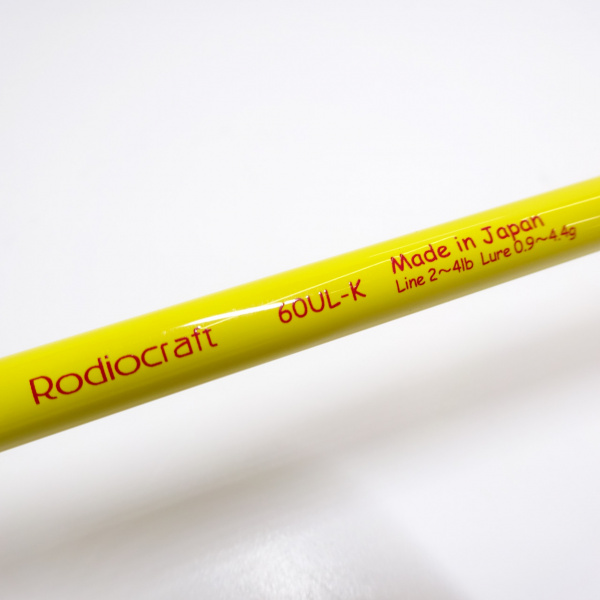 Rodiocraft
60UL-K
Made in Japan
Line 2～4lb Lure 0.9～4.4g